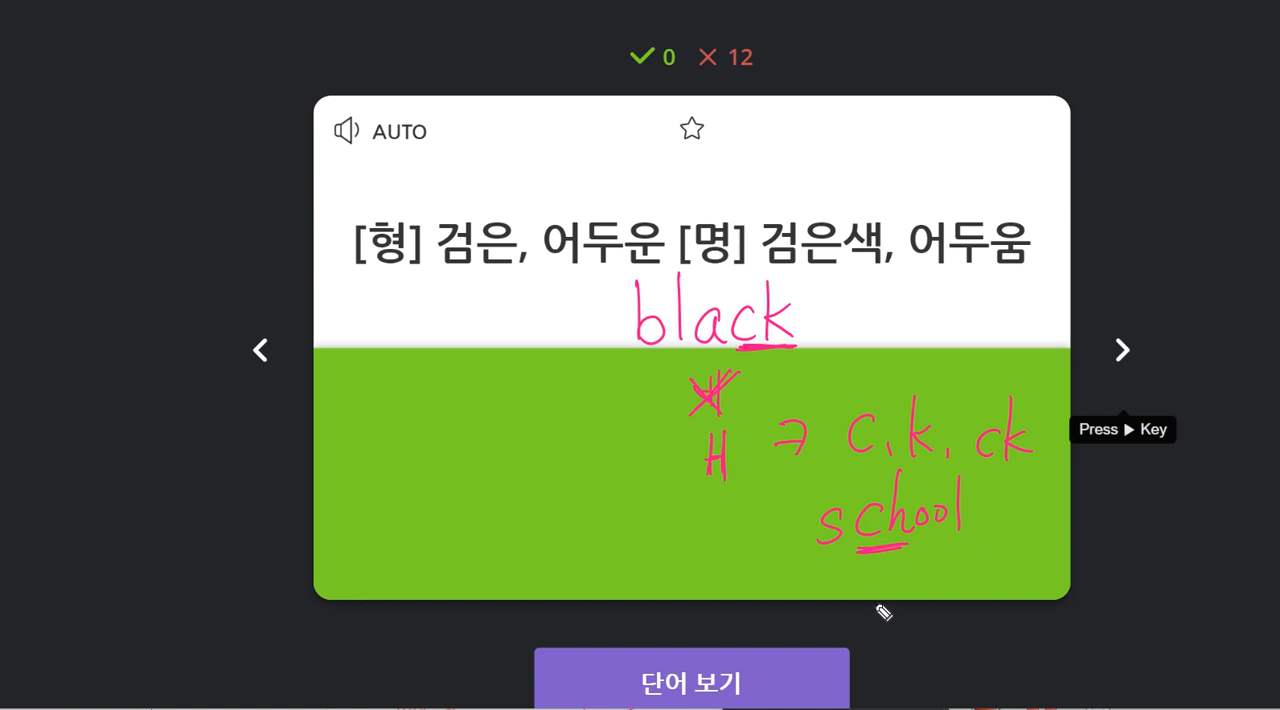 0 12
AUTO
[형] 검은, 어두운 [명] 검은색, 어두움
black
ㅐ ㅋ c, k, ck
school
Press ▶ Key
단어 보기